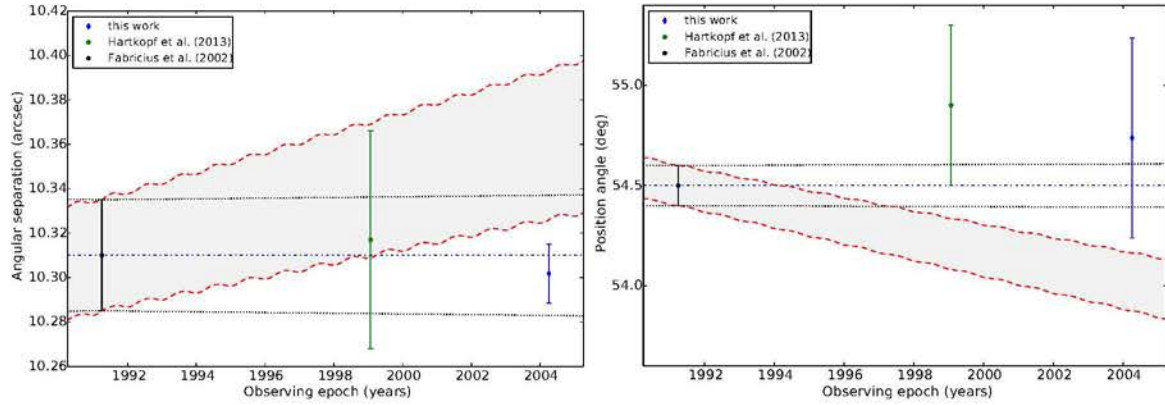 10.42
10.40
10.38
10.36
10.34
10.32
10.30
10.28
10.26
Angular separation (arcsec)
this work
Hartkopf et al. (2013)
Fabricius et al. (2002)
1992 1994 1996 1998 2000 2002 2004
Observing epoch (years)
55.0
54.5
54.0
Position angle (deg)
this work
Hartkopf et al. (2013)
Fabricius et al. (2002)
1992 1994 1996 1998 2000 2002 2004
Observing epoch (years)